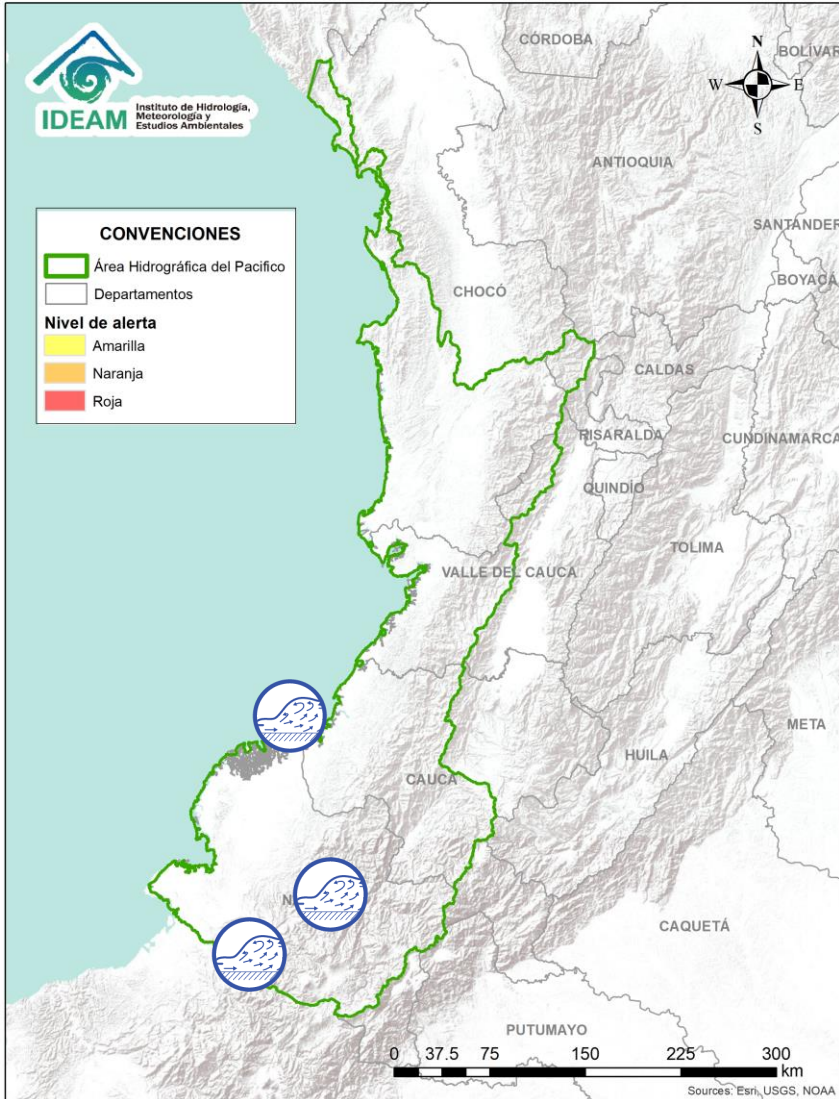 IDEAM
Instituto de Hidrología,
Meteorología y
Estudios Ambientales
N
W
E
S
CÓRDOBA
BOLÍVAR
ANTIOQUIA
SANTANDER
BOYACÁ
CONVENCIONES
Área Hidrográfica del Pacifico
Departamentos
Nivel de alerta
Amarilla
Naranja
Roja
CHOCÓ
CALDAS
RISARALDA
CUNDINAMARCA
QUINDÍO
TOLIMA
VALLE DEL CAUCA
META
HUILA
CAUCA
N
CAQUETÁ
PUTUMAYO
0 37.5 75 150 225 300
km
Sources: Esri, USGS, NOAA